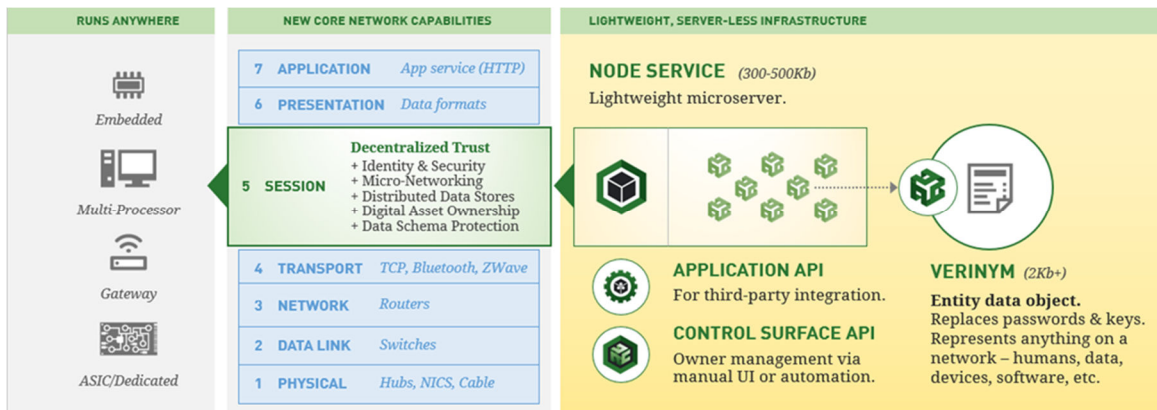 RUNS ANYWHERE
Embedded
Multi-Processor
Gateway
ASIC/Dedicated
NEW CORE NETWORK CAPABILITIES
7 APPLICATION App service (HTTP)
6 PRESENTATION Data formats
5 SESSION
Decentralized Trust
+ Identity & Security
+ Micro-Networking
+ Distributed Data Stores
+ Digital Asset Ownership
+ Data Schema Protection
4 TRANSPORT TCP, Bluetooth, ZWave
3 NETWORK Routers
2 DATA LINK Switches
1 PHYSICAL Hubs, NICS, Cable
LIGHTWEIGHT, SERVER-LESS INFRASTRUCTURE
NODE SERVICE (300-500Kb)
Lightweight microserver.
APPLICATION API
For third-party integration.
CONTROL SURFACE API
Owner management via
manual UI or automation.
VERINYM (2Kb+)
Entity data object.
Replaces passwords & keys.
Represents anything on a
network – humans, data,
devices, software, etc.